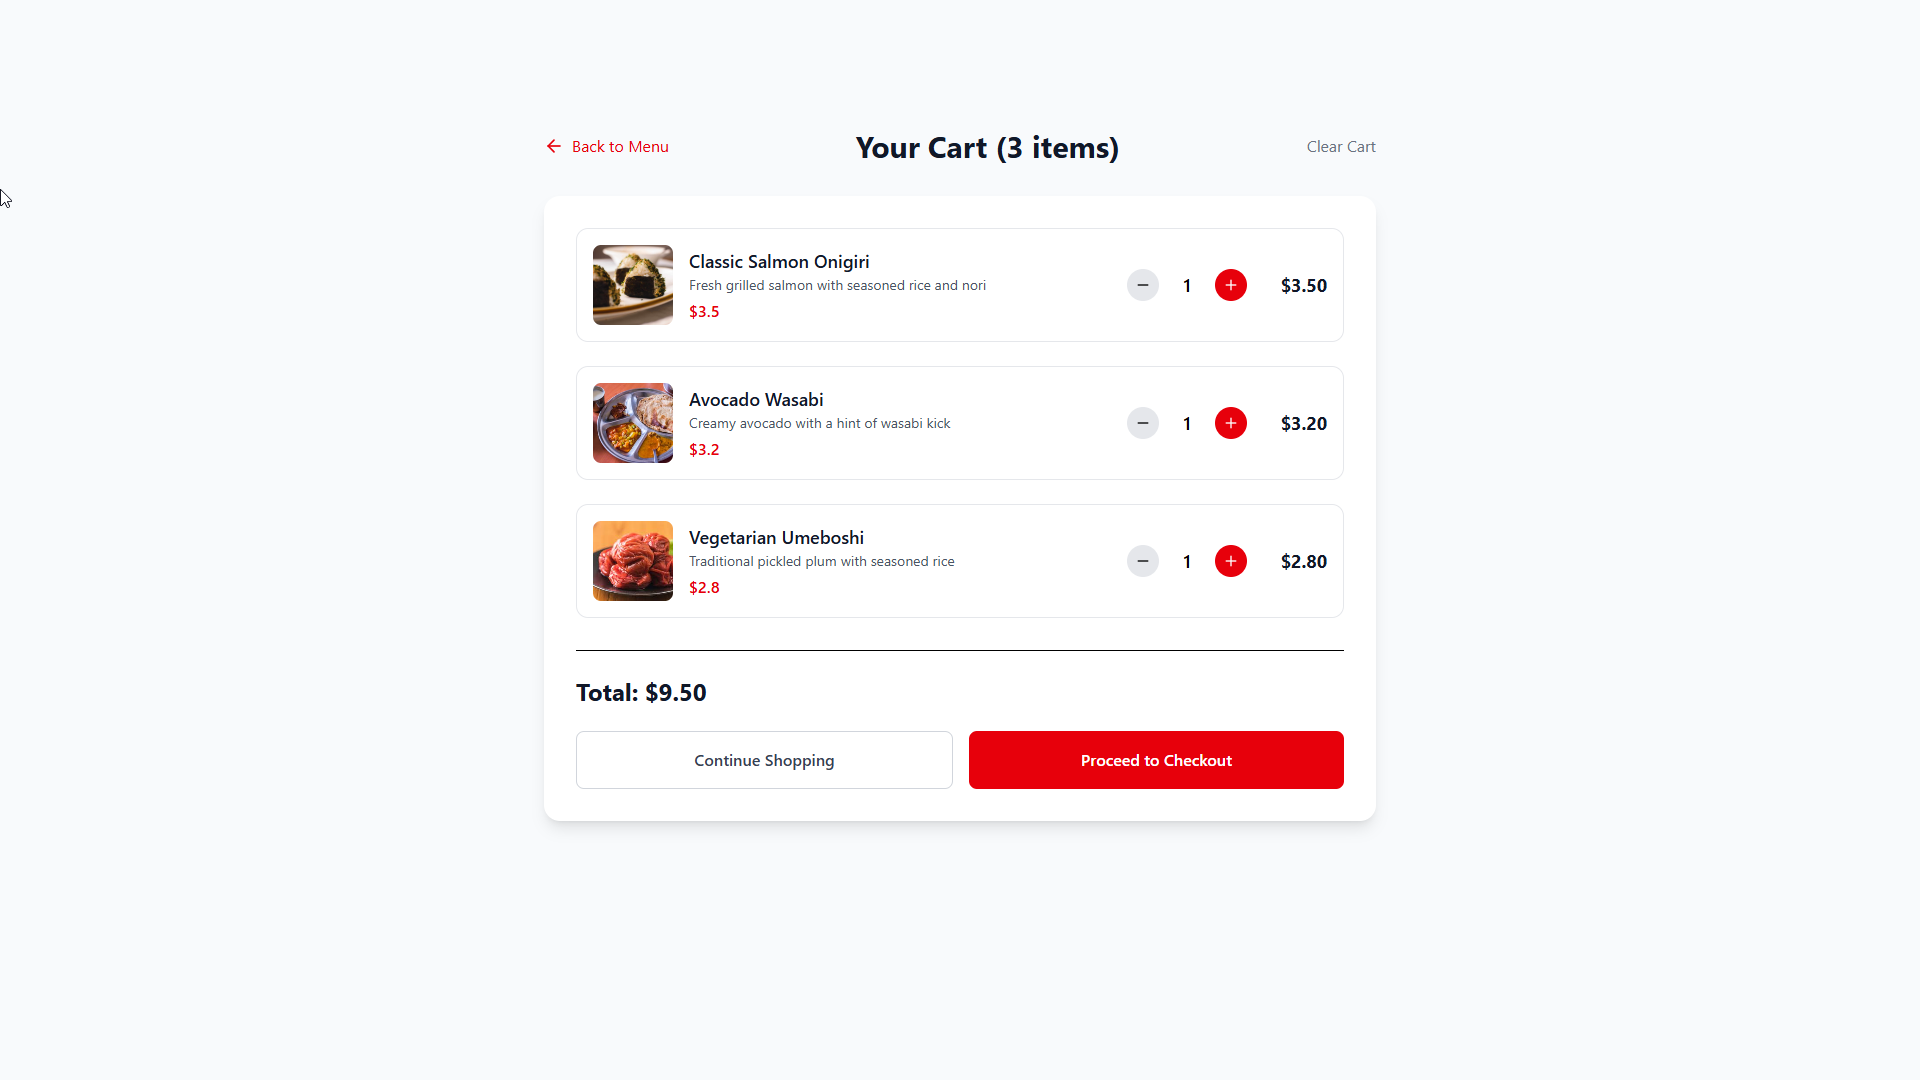 Back to Menu
Your Cart (3 items)
Clear Cart
Classic Salmon Onigiri
Fresh grilled salmon with seasoned rice and nori
$3.5
1
$3.50
Avocado Wasabi
Creamy avocado with a hint of wasabi kick
$3.2
1
$3.20
Vegetarian Umeboshi
Traditional pickled plum with seasoned rice
$2.8
1
$2.80
Total: $9.50
Continue Shopping
Proceed to Checkout